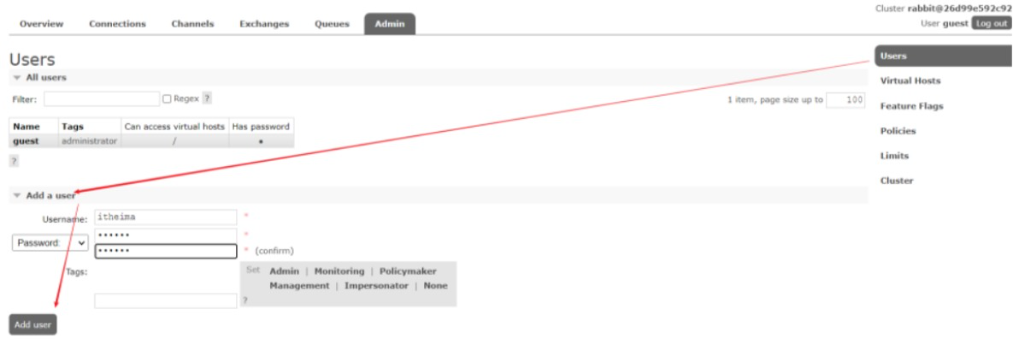 Cluster rabbit@26d99e592c92
User guest Log out
Overview Connections Channels Exchanges Queues Admin
Users
All users
Filter: Regex ?
1 item, page size up to 100
Name Tags Can access virtual hosts Has password
guest administrator / •
?
Add a user
Username: itheima *
Password: •••••• *
•••••• * (confirm)
Tags: Set Admin | Monitoring | Policymaker
Management | Impersonator | None
?
Add user
Users
Virtual Hosts
Feature Flags
Policies
Limits
Cluster